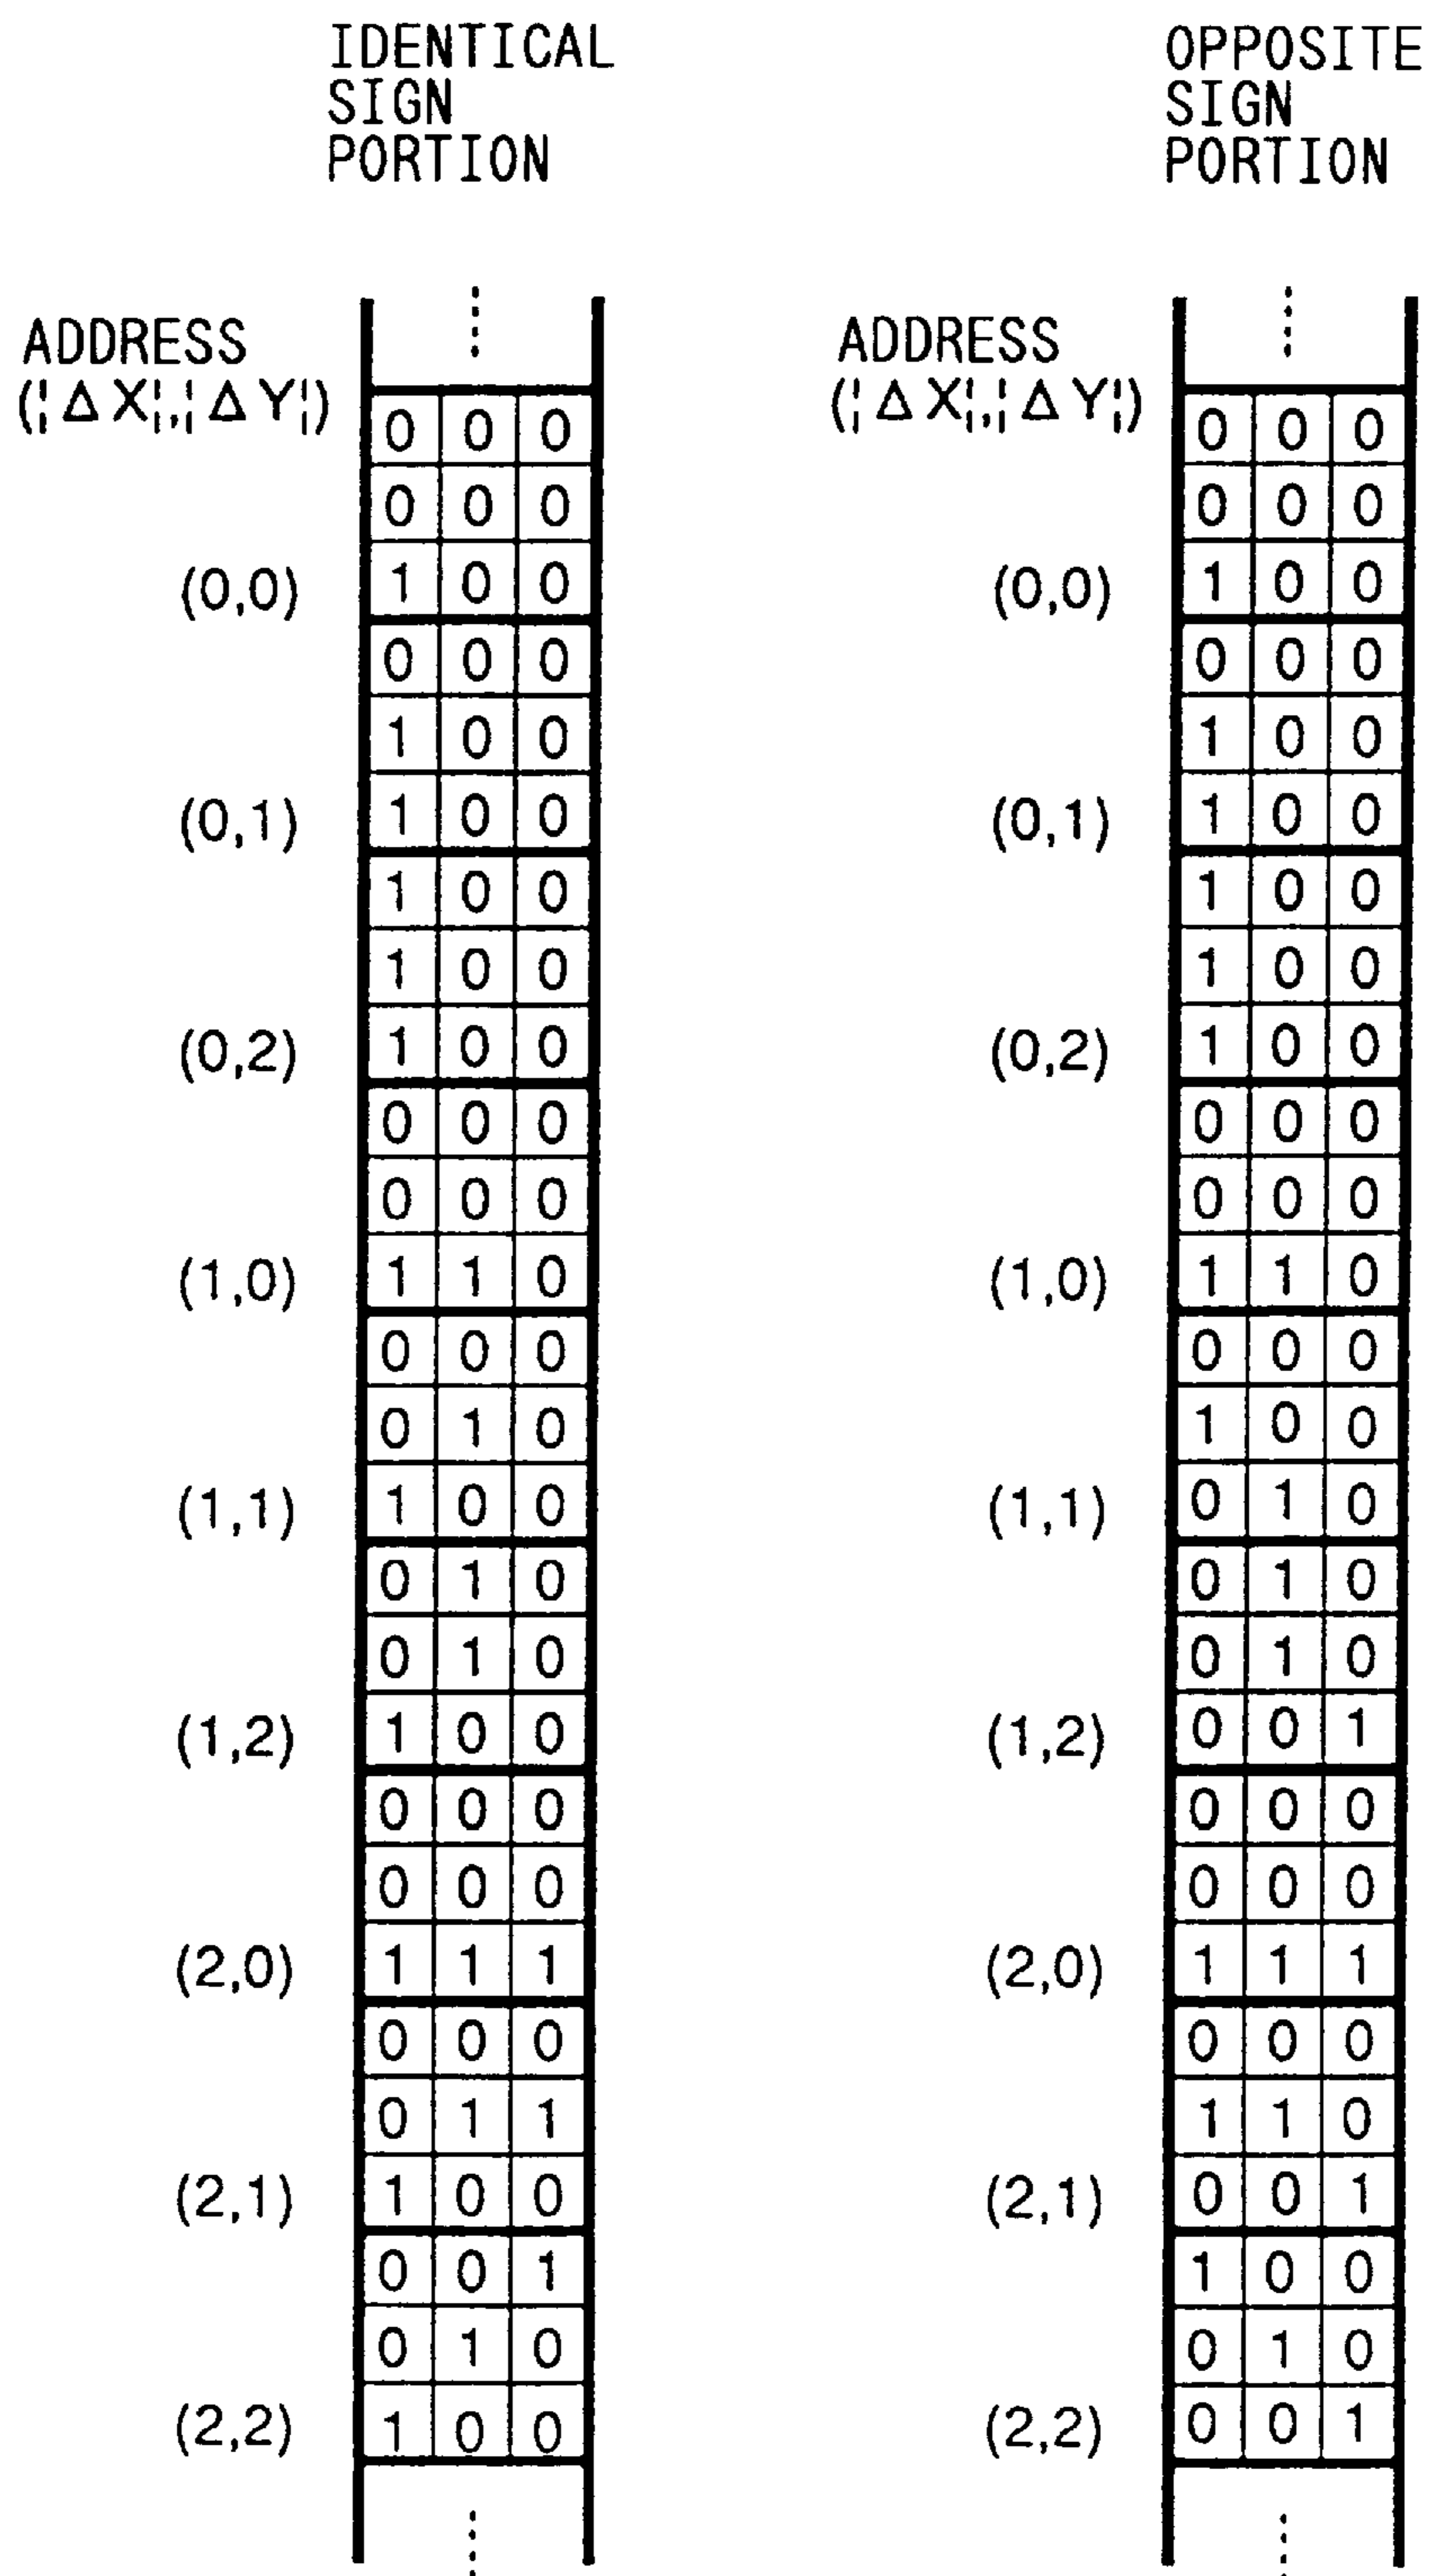 IDENTICAL
SIGN
PORTION
ADDRESS
(¦ΔX¦,¦ΔY¦)
0 0 0
0 0 0
(0,0) 1 0 0
0 0 0
1 0 0
(0,1) 1 0 0
1 0 0
1 0 0
(0,2) 1 0 0
0 0 0
0 0 0
(1,0) 1 1 0
0 0 0
0 1 0
(1,1) 1 0 0
0 1 0
0 1 0
(1,2) 1 0 0
0 0 0
0 0 0
(2,0) 1 1 1
0 0 0
0 1 1
(2,1) 1 0 0
0 0 1
0 1 0
(2,2) 1 0 0
OPPOSITE
SIGN
PORTION
ADDRESS
(¦ΔX¦,¦ΔY¦)
0 0 0
0 0 0
(0,0) 1 0 0
0 0 0
1 0 0
(0,1) 1 0 0
1 0 0
1 0 0
(0,2) 1 0 0
0 0 0
0 0 0
(1,0) 1 1 0
0 0 0
1 0 0
(1,1) 0 1 0
0 1 0
0 1 0
(1,2) 0 0 1
0 0 0
0 0 0
(2,0) 1 1 1
0 0 0
1 1 0
(2,1) 0 0 1
1 0 0
0 1 0
(2,2) 0 0 1